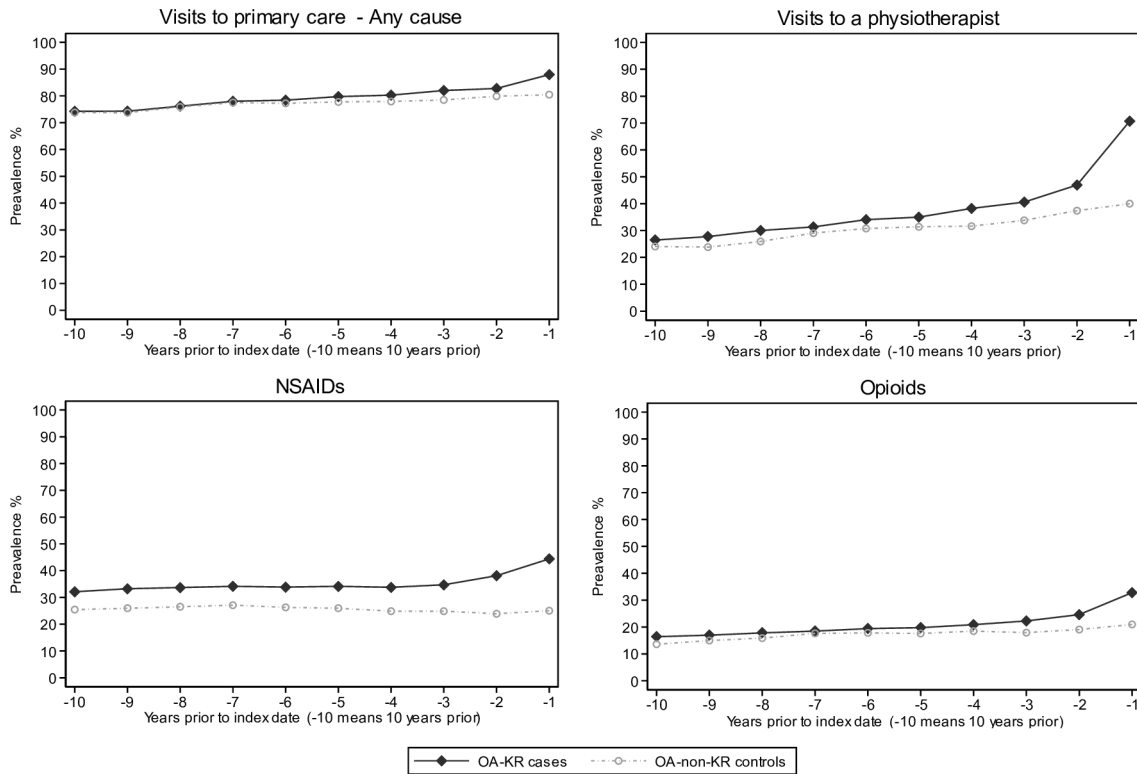 Visits to primary care - Any cause
Preavalence %
100
90
80
70
60
50
40
30
20
10
0
-10 -9 -8 -7 -6 -5 -4 -3 -2 -1
Years prior to index date (-10 means 10 years prior)
Visits to a physiotherapist
Preavalence %
100
90
80
70
60
50
40
30
20
10
0
-10 -9 -8 -7 -6 -5 -4 -3 -2 -1
Years prior to index date (-10 means 10 years prior)
NSAIDs
Preavalence %
100
90
80
70
60
50
40
30
20
10
0
-10 -9 -8 -7 -6 -5 -4 -3 -2 -1
Years prior to index date (-10 means 10 years prior)
Opioids
Preavalence %
100
90
80
70
60
50
40
30
20
10
0
-10 -9 -8 -7 -6 -5 -4 -3 -2 -1
Years prior to index date (-10 means 10 years prior)
OA-KR cases OA-non-KR controls